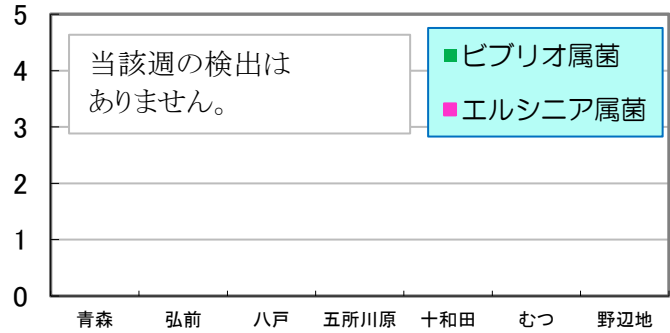 5
4
3
2
1
0
当該週の検出は
ありません。
■ビブリオ属菌
■エルシニア属菌
青森 弘前 八戸 五所川原 十和田 むつ 野辺地